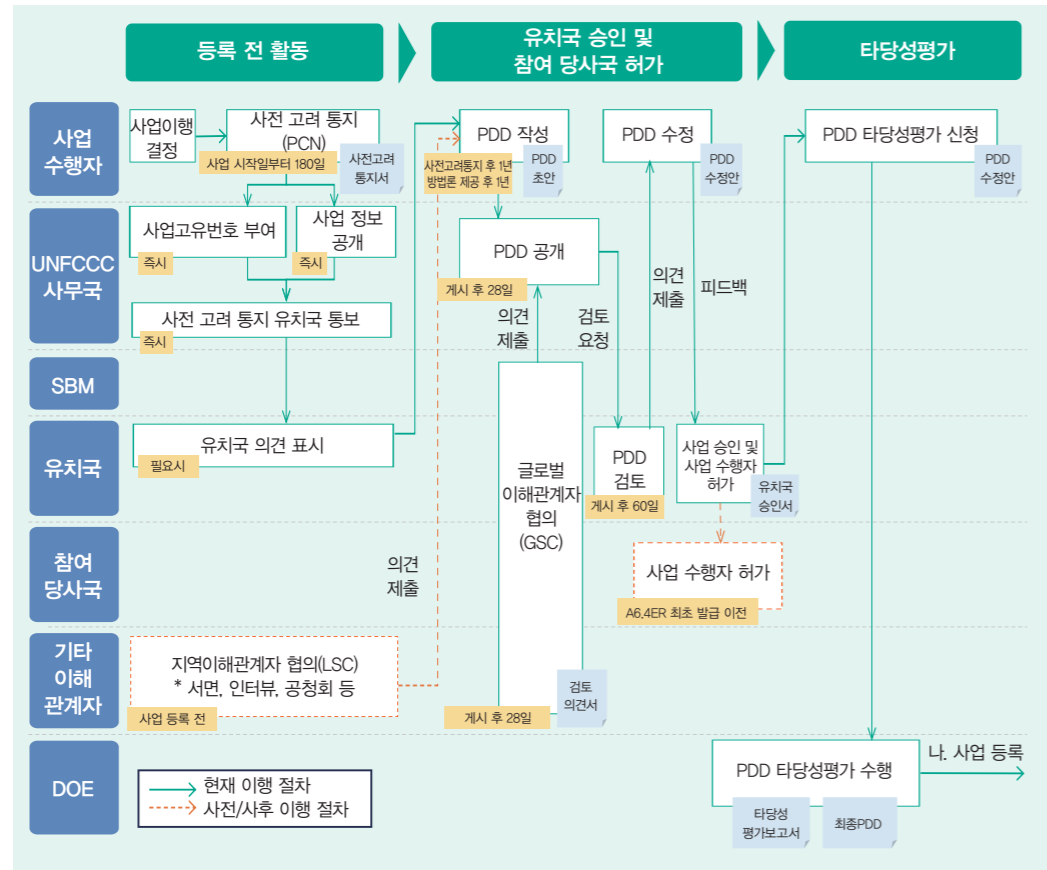 등록 전 활동
유치국 승인 및
참여 당사국 허가
타당성평가
사업
수행자
사업이행
결정
사전 고려 통지
(PCN)
사업 시작일부터 180일
사전고려
통지서
PDD 작성
사전고려통지 후 1년
방법론 제공 후 1년
PDD
초안
PDD 수정
PDD
수정안
PDD 타당성평가 신청
PDD
수정안
UNFCCC
사무국
사업고유번호 부여
즉시
사업 정보
공개
즉시
사전 고려 통지 유치국 통보
즉시
PDD 공개
게시 후 28일
의견
제출
검토
요청
의견
제출
피드백
SBM
유치국
유치국 의견 표시
필요시
글로벌
이해관계자
협의
(GSC)
게시 후 28일
검토
의견서
PDD
검토
게시 후 60일
사업 승인 및
사업 수행자
허가
유치국
승인서
참여
당사국
의견
제출
사업 수행자 허가
A6.4ER 최초 발급 이전
기타
이해
관계자
지역이해관계자 협의(LSC)
* 서면, 인터뷰, 공청회 등
사업 등록 전
DOE
현재 이행 절차
사전/사후 이행 절차
PDD 타당성평가 수행
타당성
평가보고서
최종PDD
나. 사업 등록